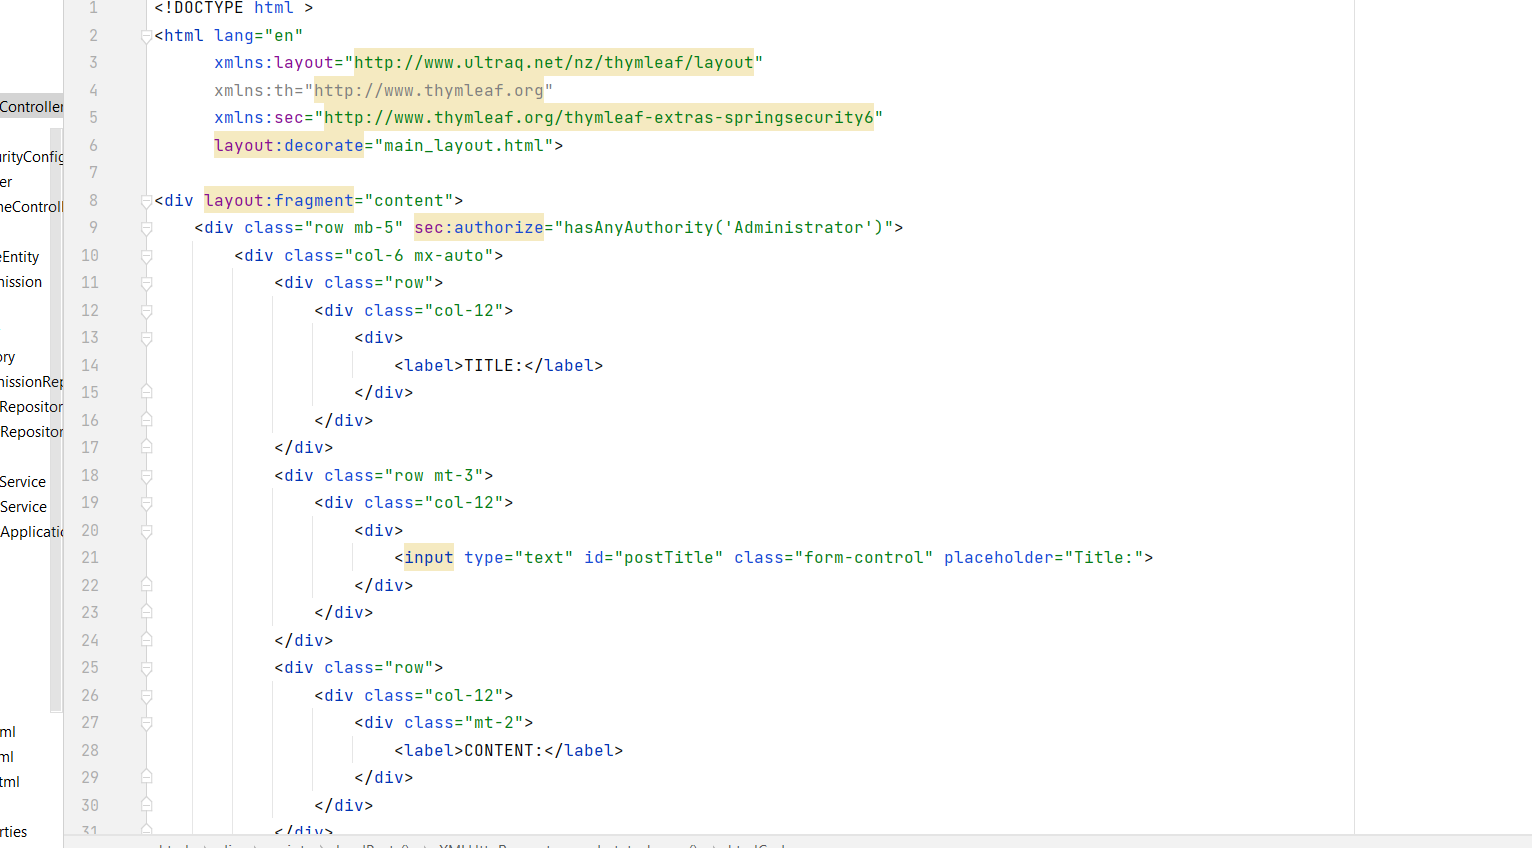 1 <!DOCTYPE html >
2 <html lang="en"
3 xmlns:layout="http://www.ultraq.net/nz/thymleaf/layout"
Controller
4 xmlns:th="http://www.thymleaf.org"
5 xmlns:sec="http://www.thymleaf.org/thymleaf-extras-springsecurity6"
urityConfig
6 layout:decorate="main_layout.html">
er
7
meControll
8 <div layout:fragment="content">
9 <div class="row mb-5" sec:authorize="hasAnyAuthority('Administrator')">
eEntity
10 <div class="col-6 mx-auto">
mission
11 <div class="row">
12 <div class="col-12">
13 <div>
ory
14 <label>TITLE:</label>
missionRep
15 </div>
Repositor
16 </div>
Repositor
17 </div>
Service
18 <div class="row mt-3">
Service
19 <div class="col-12">
Applicatio
20 <div>
21 <input type="text" id="postTitle" class="form-control" placeholder="Title:">
22 </div>
23 </div>
24 </div>
25 <div class="row">
26 <div class="col-12">
ml
27 <div class="mt-2">
ml
28 <label>CONTENT:</label>
tml
29 </div>
30 </div>
rties
31 </div>